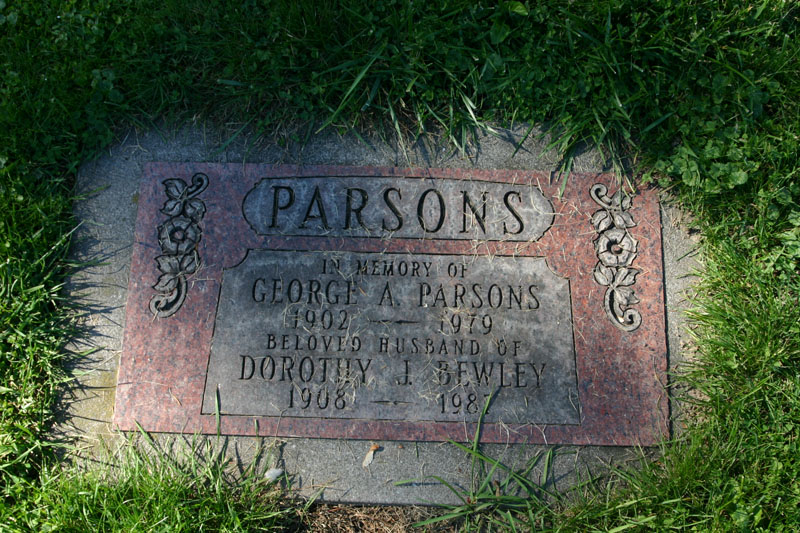 PARSONS
IN MEMORY OF
GEORGE A. PARSONS
1902 — 1979
BELOVED HUSBAND OF
DOROTHY J. BEWLEY
1908 —